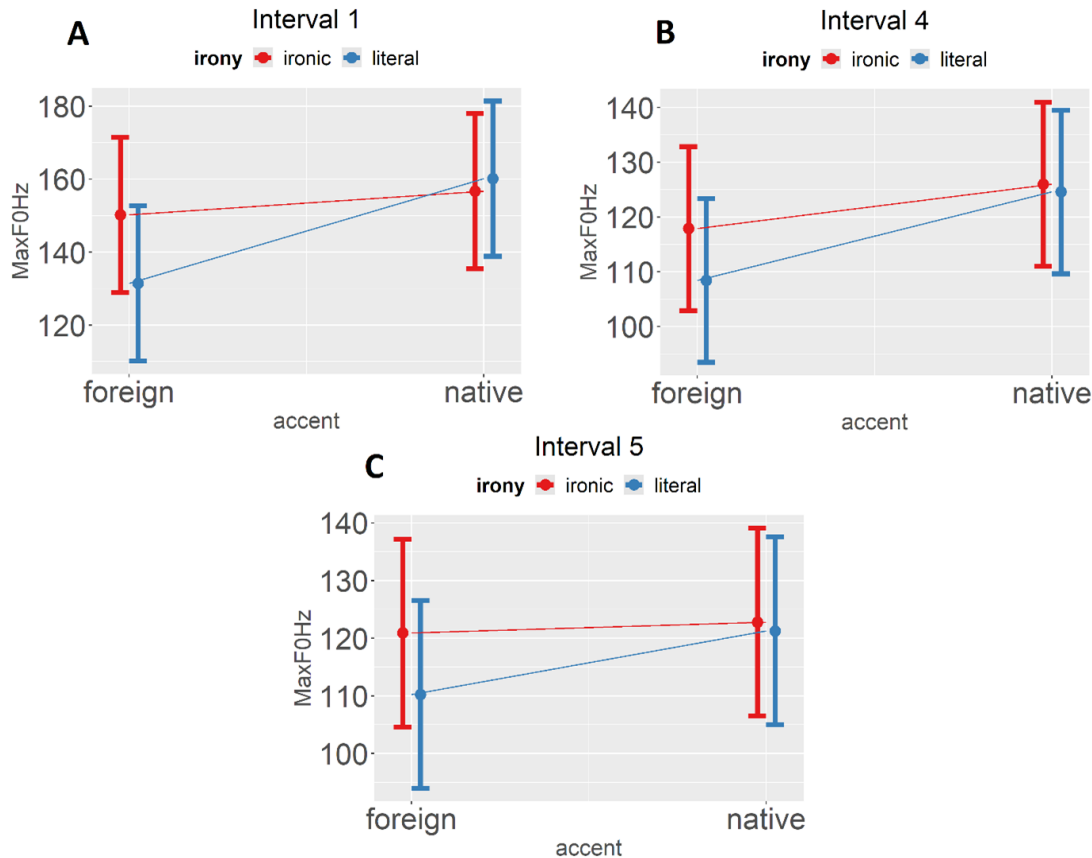 A
Interval 1
irony ironic literal
MaxF0Hz
180
160
140
120
foreign native
accent
B
Interval 4
irony ironic literal
MaxF0Hz
140
130
120
110
100
foreign native
accent
C
Interval 5
irony ironic literal
MaxF0Hz
140
130
120
110
100
foreign native
accent